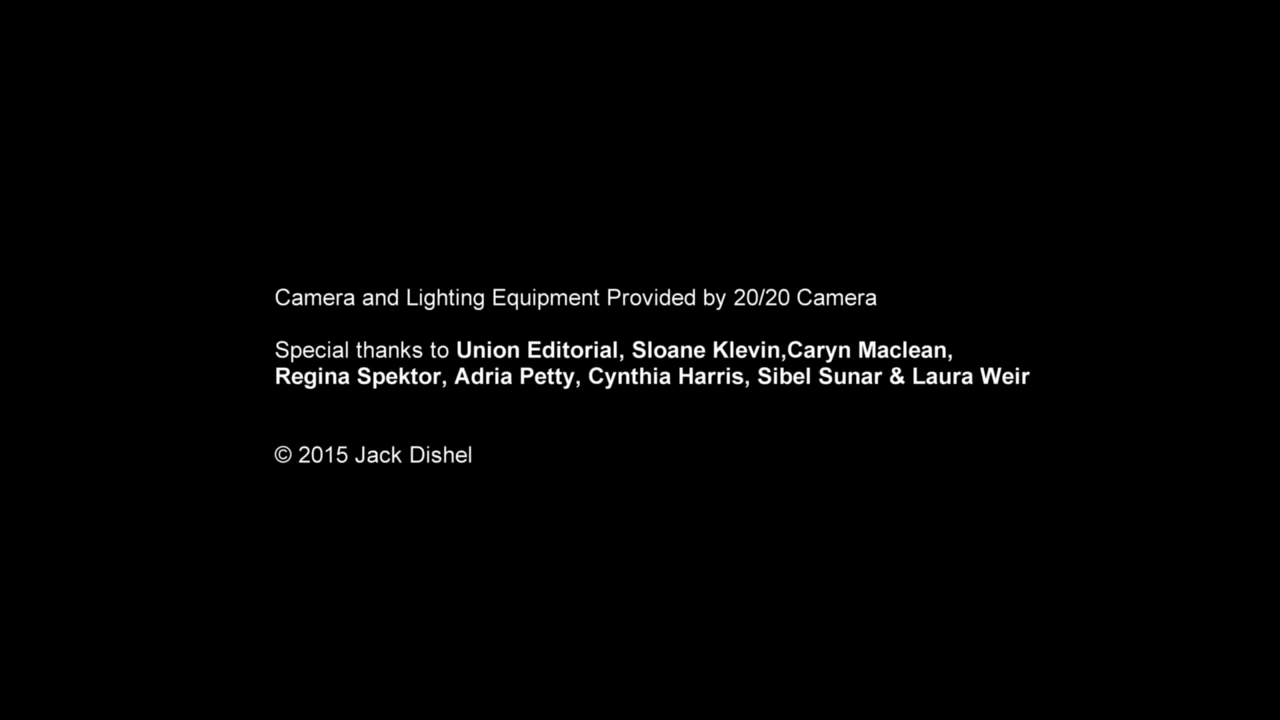 Camera and Lighting Equipment Provided by 20/20 Camera
Special thanks to Union Editorial, Sloane Klevin,Caryn Maclean,
Regina Spektor, Adria Petty, Cynthia Harris, Sibel Sunar & Laura Weir
© 2015 Jack Dishel